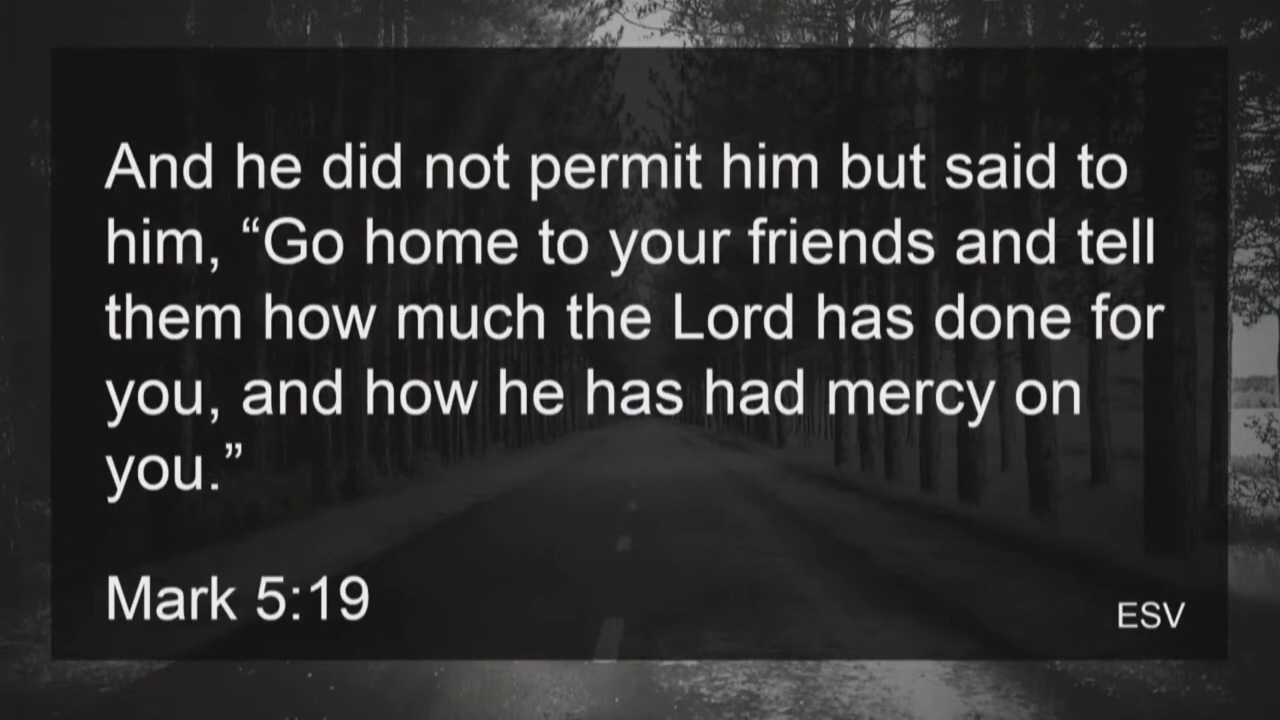 And he did not permit him but said to
him, “Go home to your friends and tell
them how much the Lord has done for
you, and how he has had mercy on
you.”
Mark 5:19
ESV